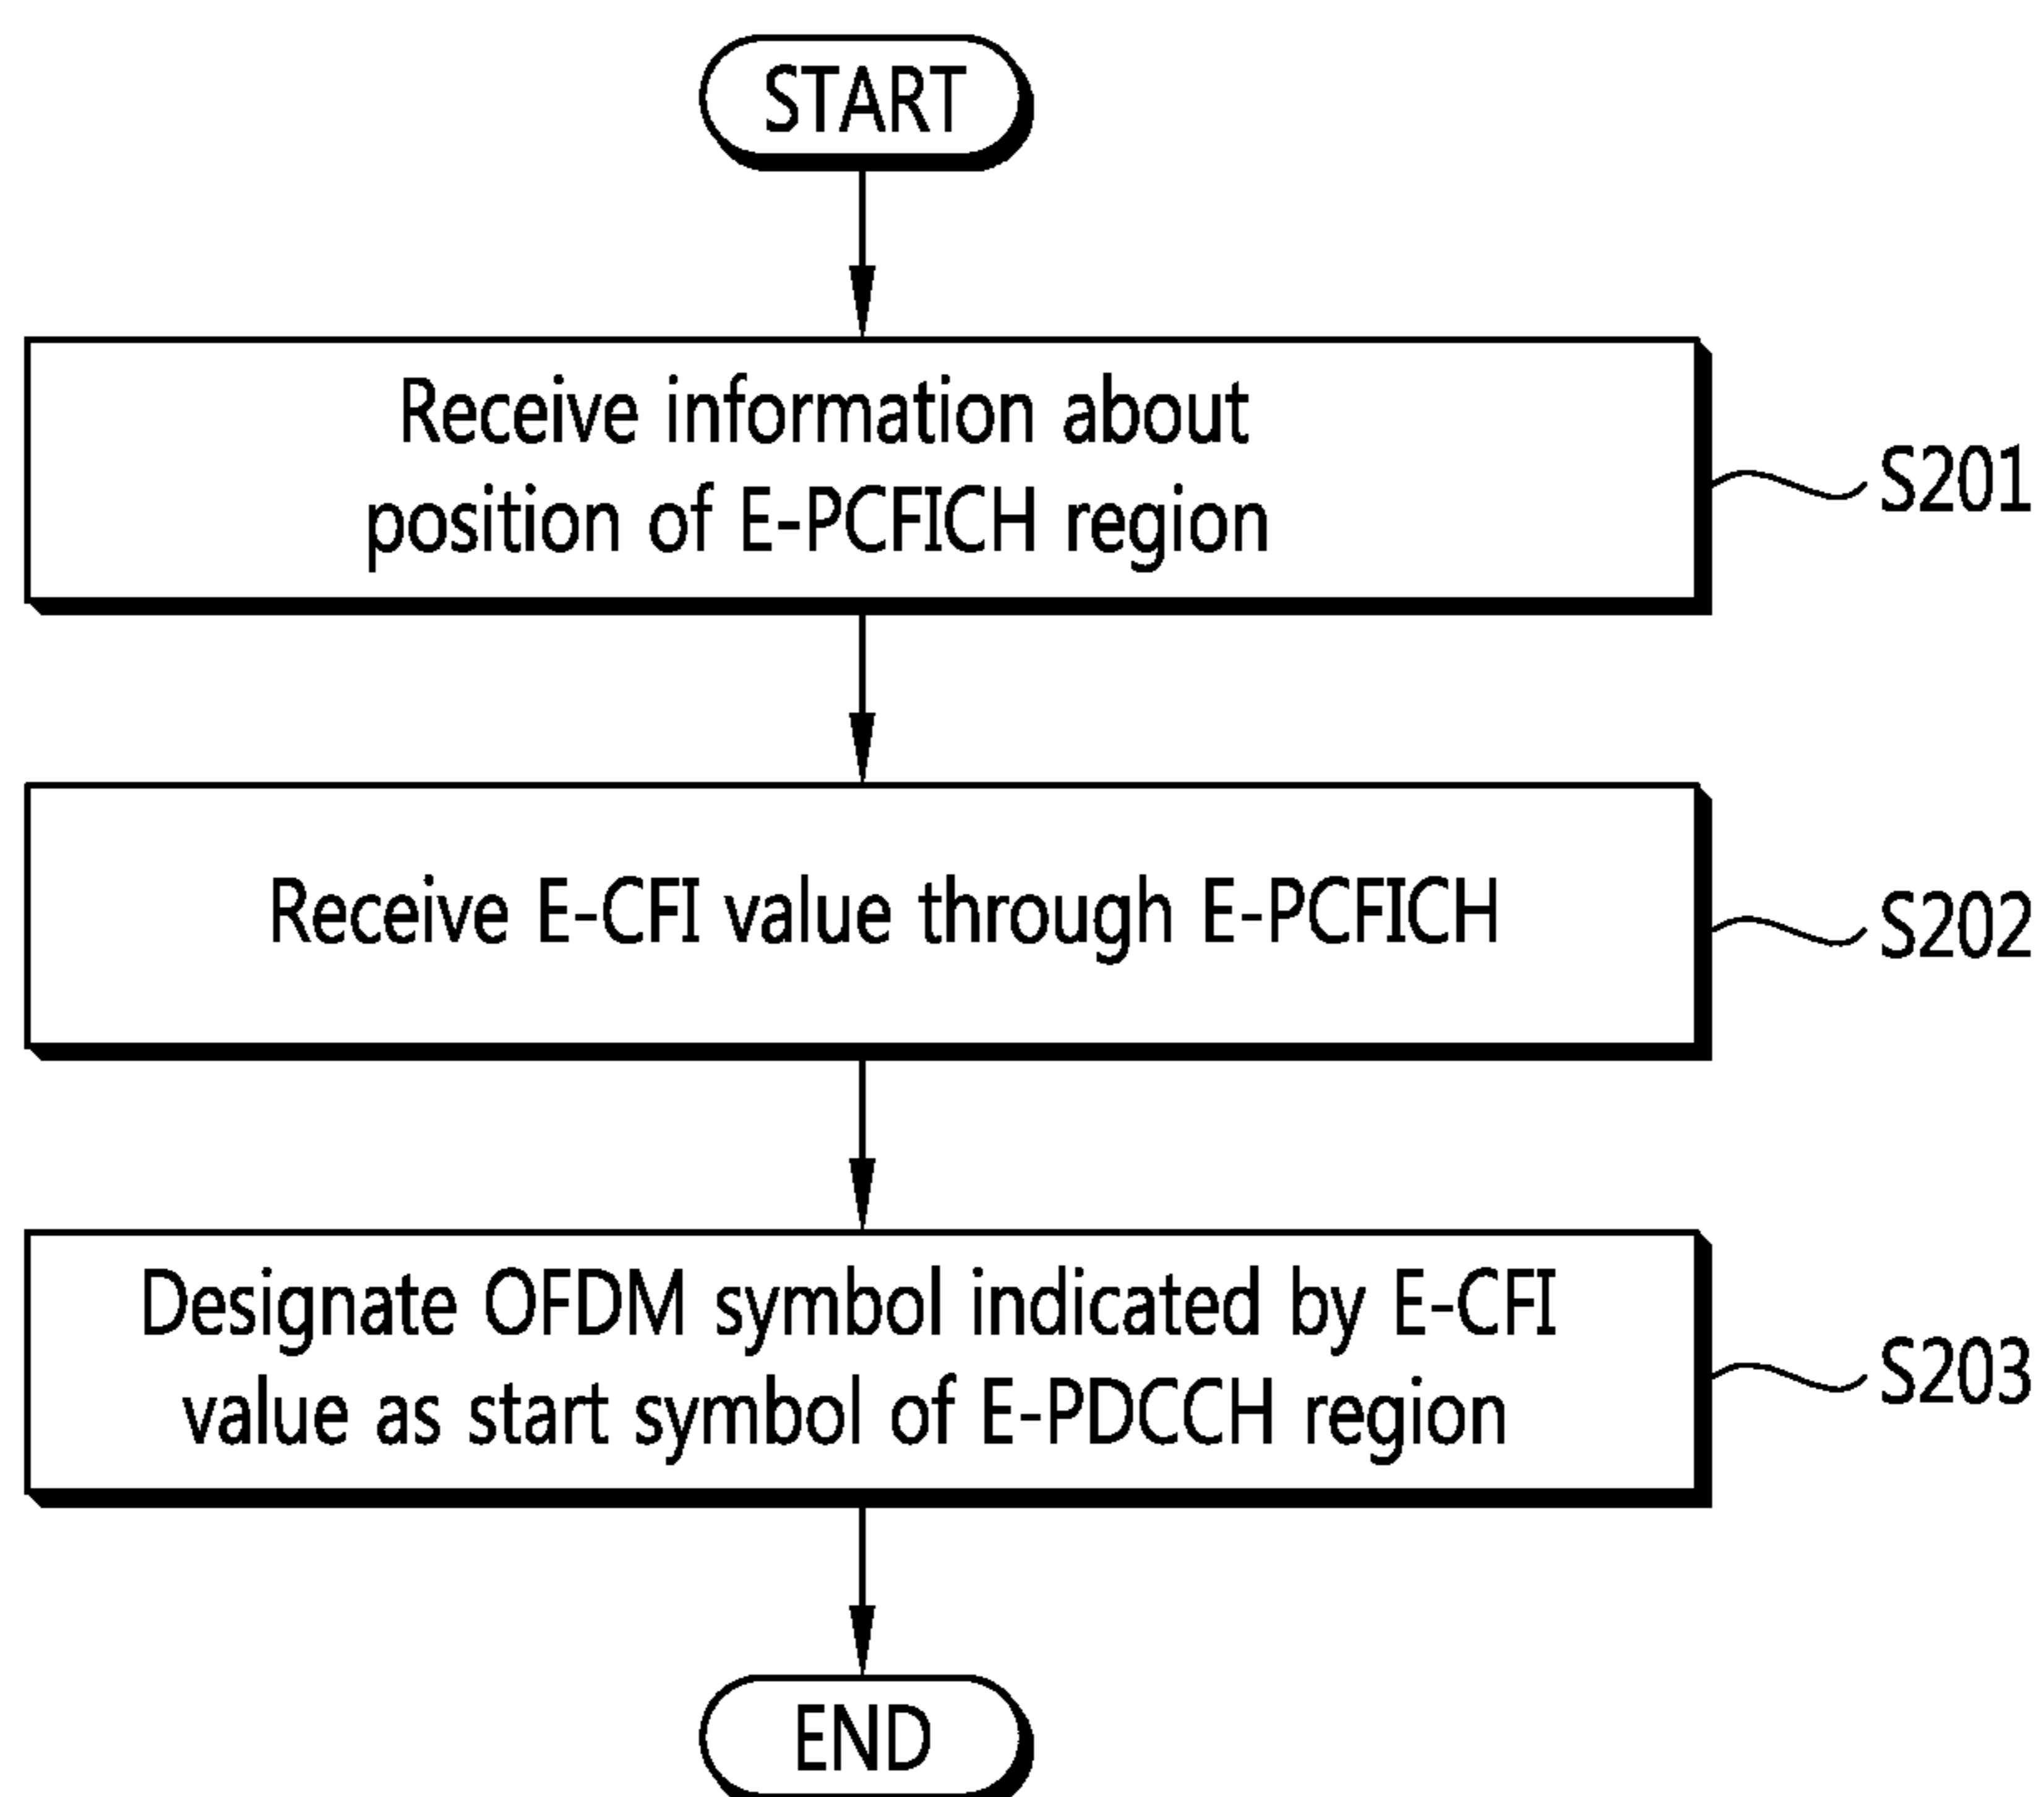 START
Receive information about
position of E-PCFICH region
S201
Receive E-CFI value through E-PCFICH
S202
Designate OFDM symbol indicated by E-CFI
value as start symbol of E-PDCCH region
S203
END